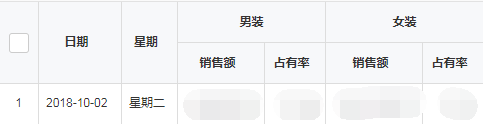 男装 女装
日期 星期
销售额 占有率 销售额 占有率
1 2018-10-02 星期二